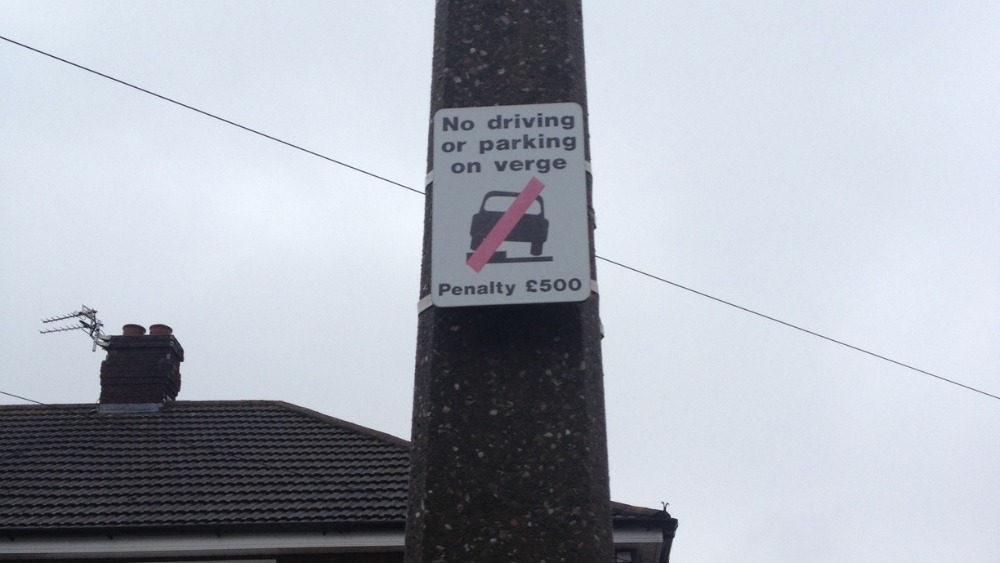 No driving
or parking
on verge
Penalty £500